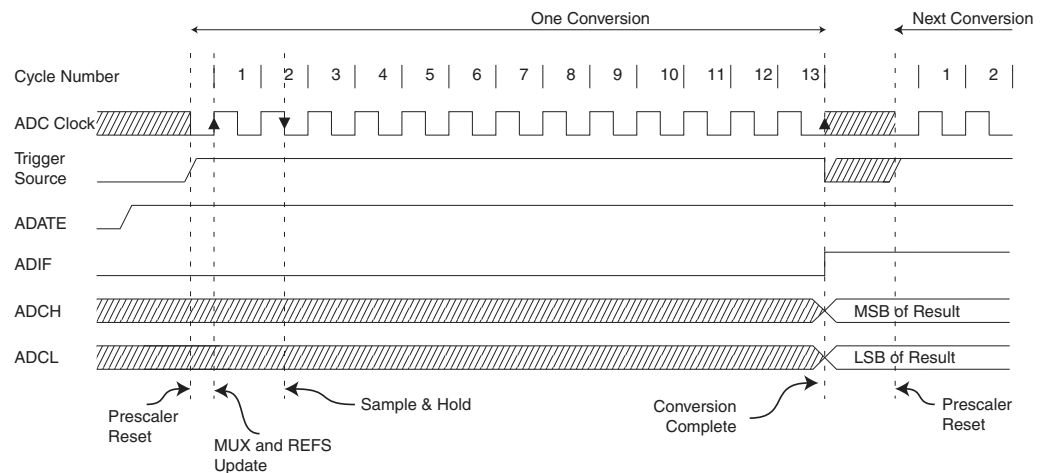 One Conversion
Next Conversion
Cycle Number
1 2 3 4 5 6 7 8 9 10 11 12 13 1 2
ADC Clock
Trigger
Source
ADATE
ADIF
ADCH
MSB of Result
ADCL
LSB of Result
Prescaler
Reset
MUX and REFS
Update
Sample & Hold
Conversion
Complete
Prescaler
Reset